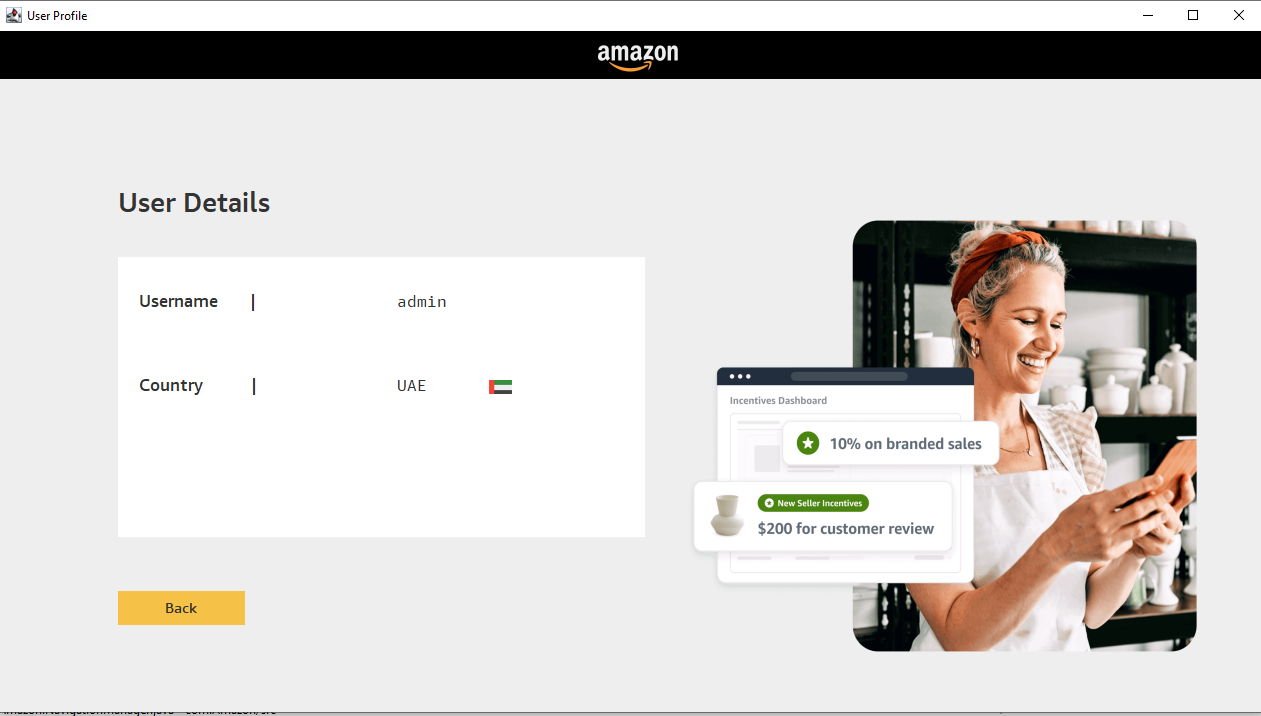 User Profile
amazon
User Details
Username | admin
Country | UAE
Back
Incentives Dashboard
10% on branded sales
New Seller Incentives
$200 for customer review